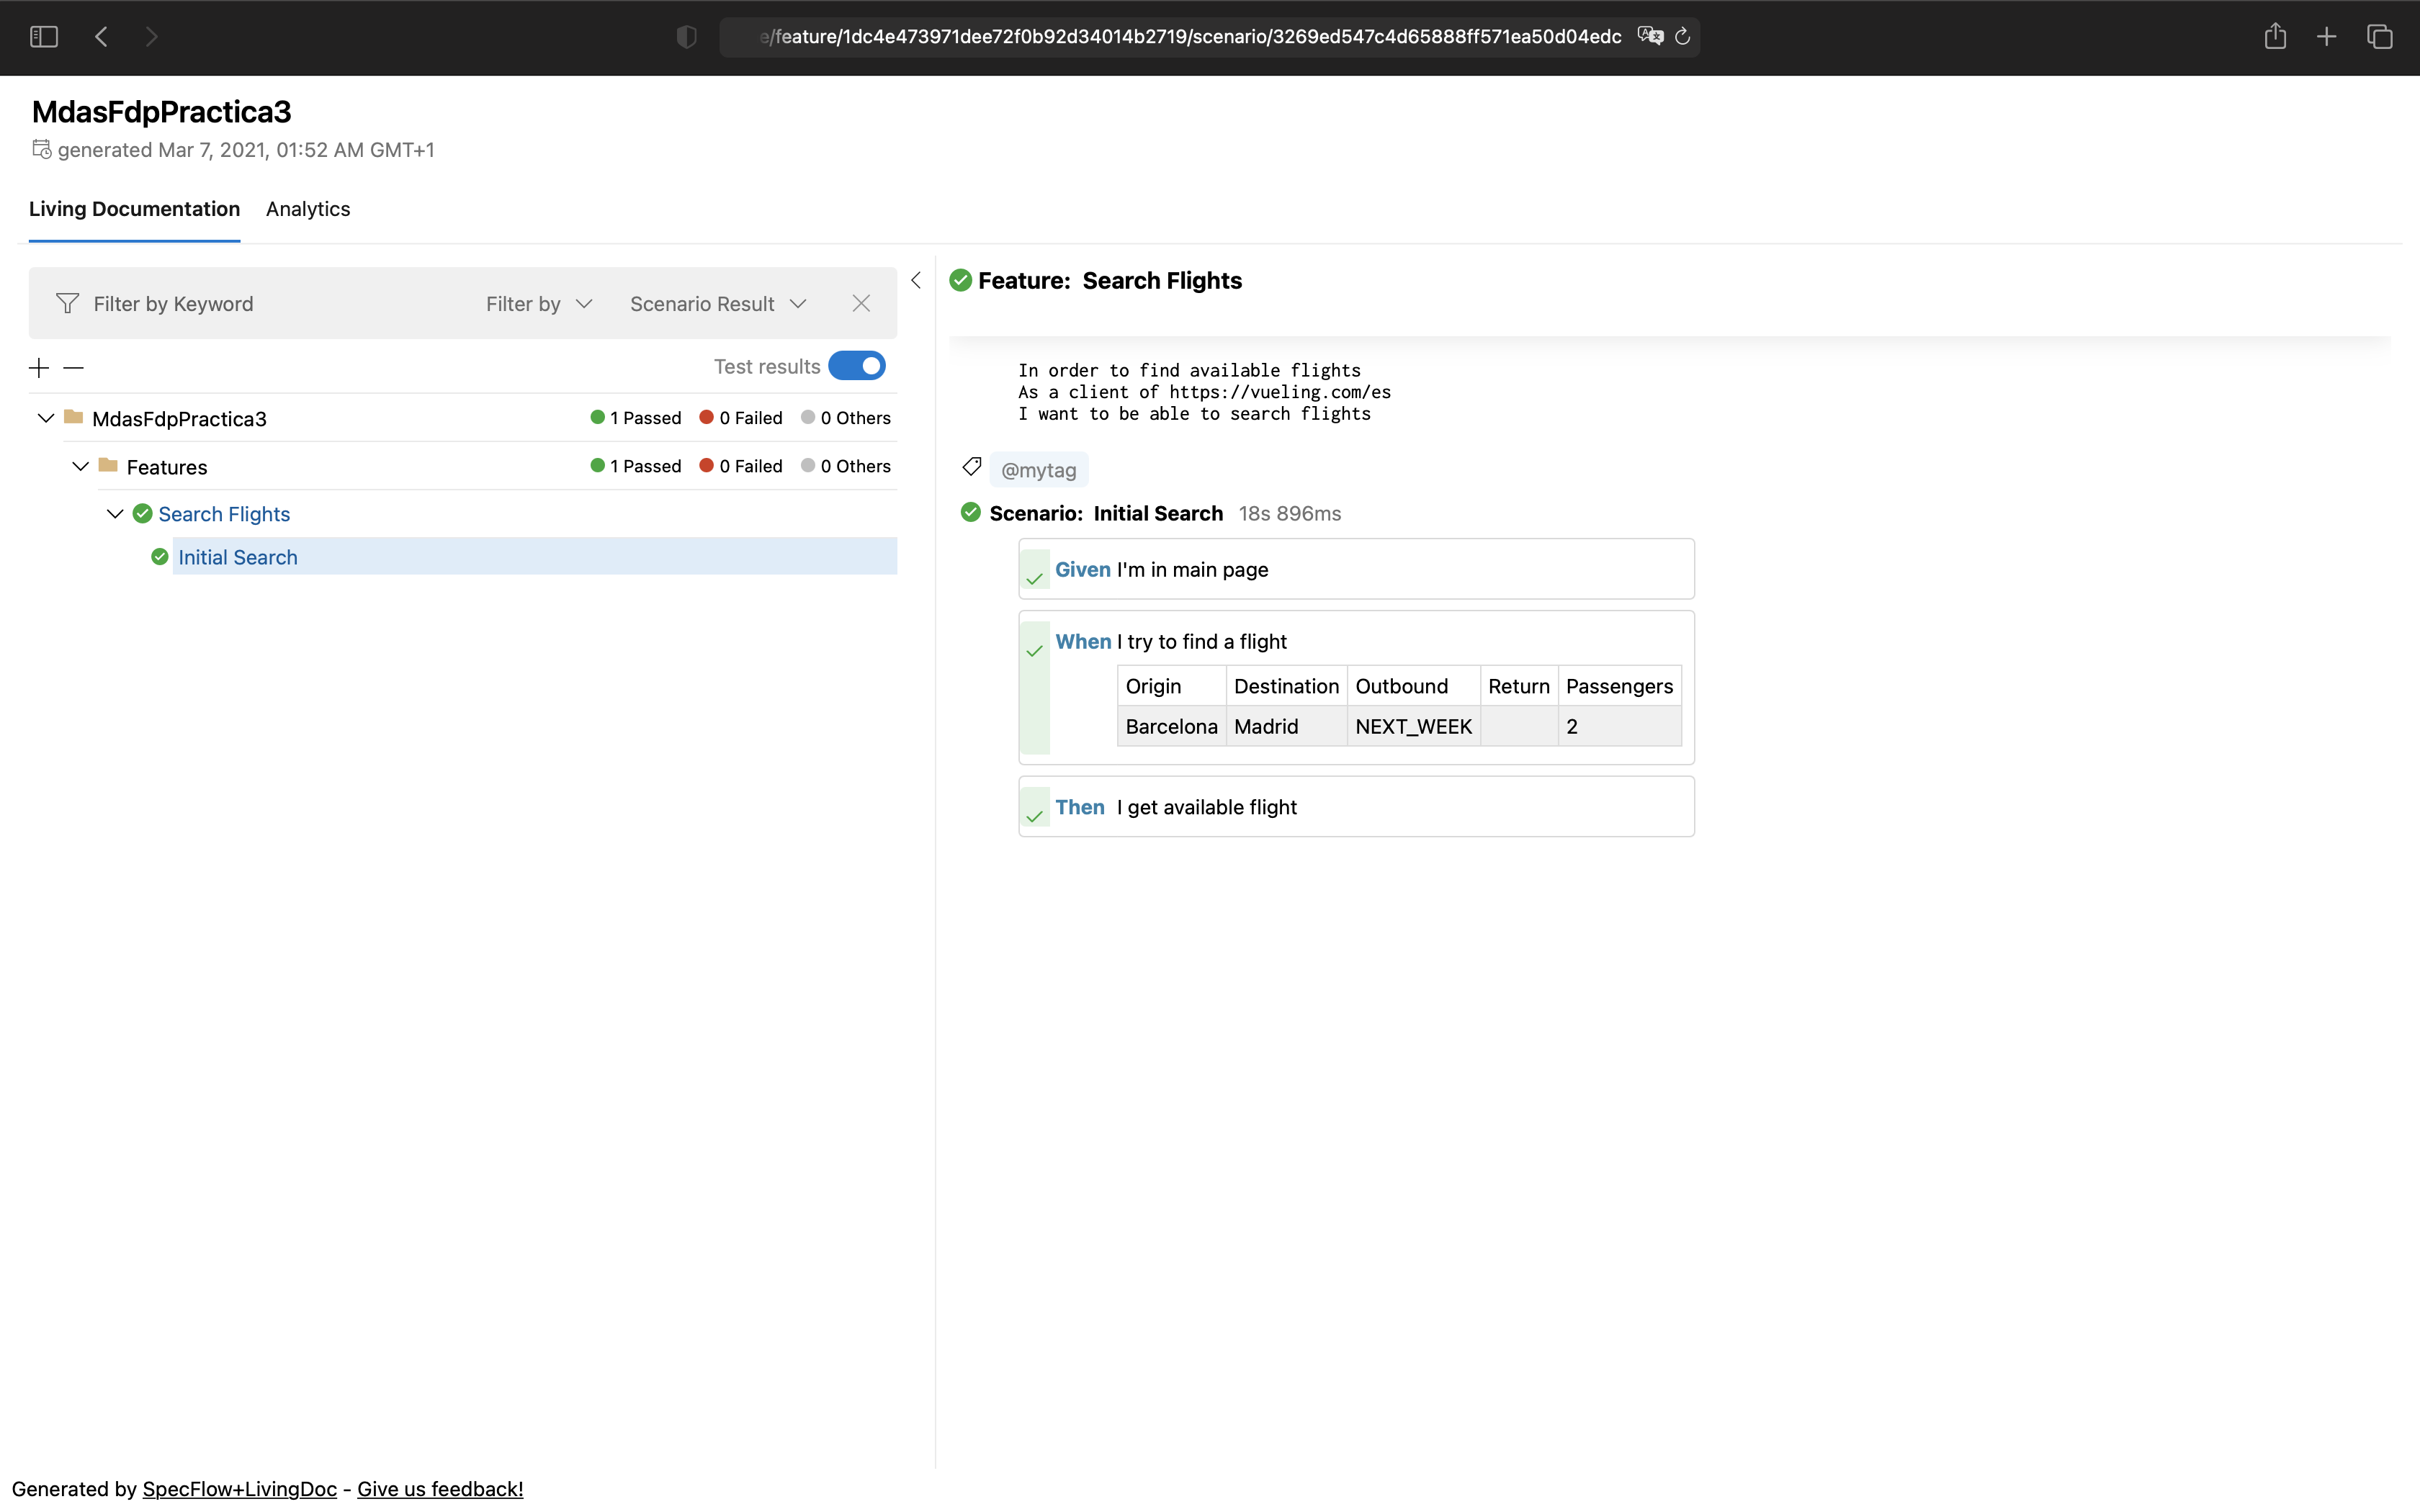 e/feature/1dc4e473971dee72f0b92d34014b2719/scenario/3269ed547c4d65888ff571ea50d04edc
MdasFdpPractica3
generated Mar 7, 2021, 01:52 AM GMT+1
Living Documentation Analytics
Filter by Keyword Filter by Scenario Result
Test results
MdasFdpPractica3 1 Passed 0 Failed 0 Others
Features 1 Passed 0 Failed 0 Others
Search Flights
Initial Search
Feature: Search Flights
In order to find available flights
As a client of https://vueling.com/es
I want to be able to search flights
@mytag
Scenario: Initial Search 18s 896ms
Given I'm in main page
When I try to find a flight
Origin Destination Outbound Return Passengers
Barcelona Madrid NEXT_WEEK 2
Then I get available flight
Generated by SpecFlow+LivingDoc - Give us feedback!